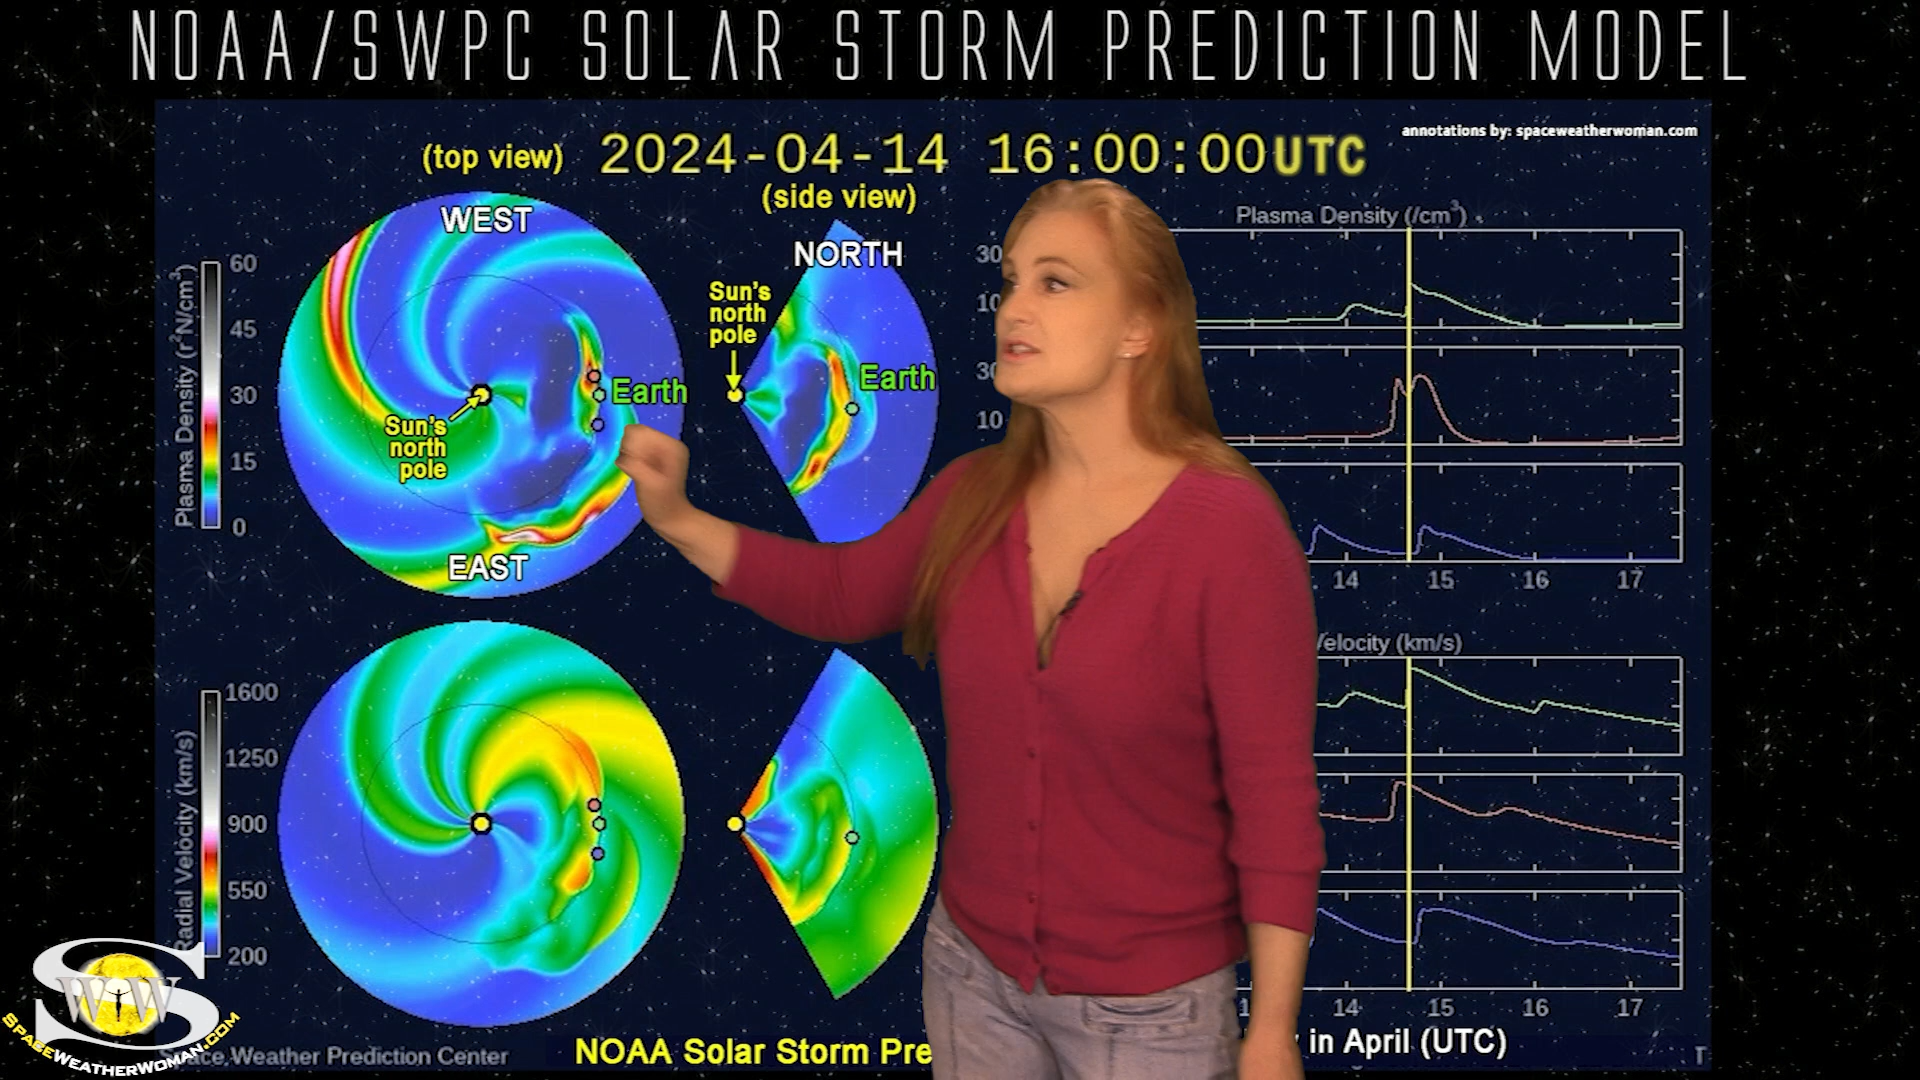 NOAA/SWPC SOLAR STORM PREDICTION MODEL
annotations by: spaceweatherwoman.com
(top view)
2024-04-14 16:00:00 UTC
(side view)
WEST
NORTH
Plasma Density (/cm³)
Plasma Density (r²N/cm³)
60
45
30
15
0
Sun's
north
pole
Earth
EAST
Sun's
north
pole
Earth
30
10
30
10
14
15
16
17
Radial Velocity (km/s)
1600
1250
900
550
200
Velocity (km/s)
14
15
16
17
in April (UTC)
ace Weather Prediction Center
NOAA Solar Storm Pre
T
SWW
SPACEWEATHERWOMAN.COM